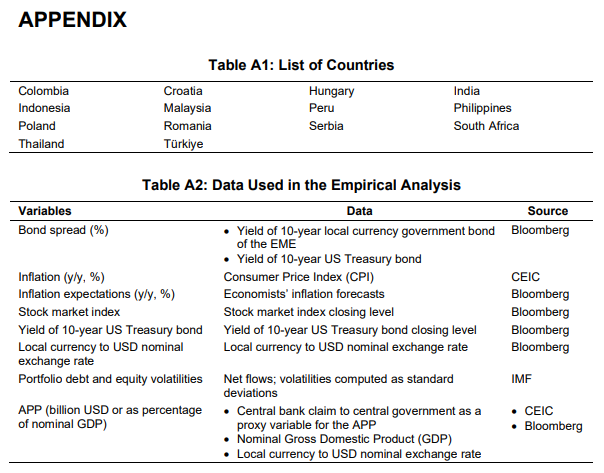 APPENDIX
Table A1: List of Countries
Colombia Croatia Hungary India
Indonesia Malaysia Peru Philippines
Poland Romania Serbia South Africa
Thailand Türkiye
Table A2: Data Used in the Empirical Analysis
Variables Data Source
Bond spread (%) • Yield of 10-year local currency government bond Bloomberg
of the EME
• Yield of 10-year US Treasury bond
Inflation (y/y, %) Consumer Price Index (CPI) CEIC
Inflation expectations (y/y, %) Economists' inflation forecasts Bloomberg
Stock market index Stock market index closing level Bloomberg
Yield of 10-year US Treasury bond Yield of 10-year US Treasury bond closing level Bloomberg
Local currency to USD nominal Local currency to USD nominal exchange rate Bloomberg
exchange rate
Portfolio debt and equity volatilities Net flows; volatilities computed as standard IMF
deviations
APP (billion USD or as percentage • Central bank claim to central government as a • CEIC
of nominal GDP) proxy variable for the APP • Bloomberg
• Nominal Gross Domestic Product (GDP)
• Local currency to USD nominal exchange rate